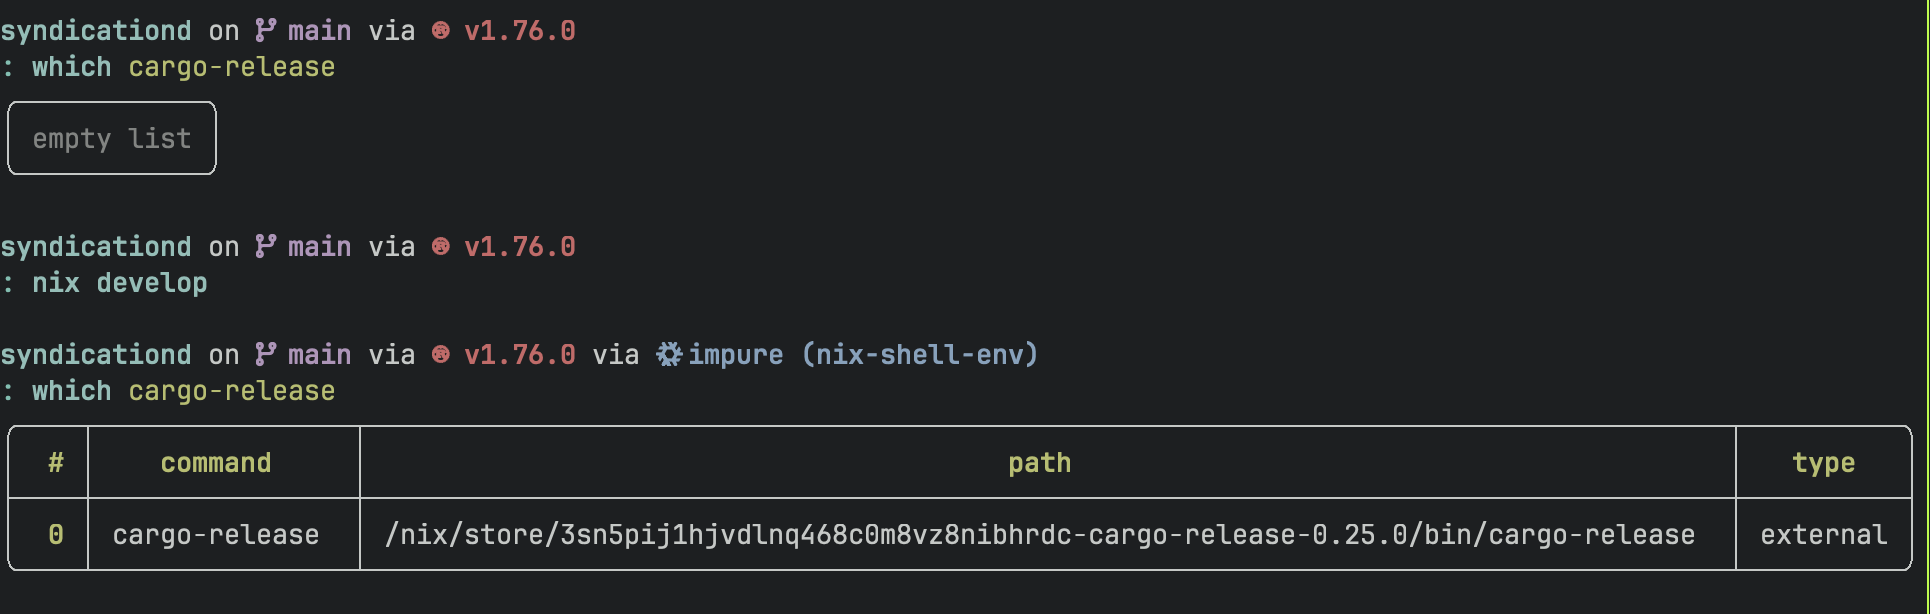 syndicationd on main via v1.76.0
: which cargo-release
empty list
syndicationd on main via v1.76.0
: nix develop
syndicationd on main via v1.76.0 via impure (nix-shell-env)
: which cargo-release
# command path type
0 cargo-release /nix/store/3sn5pij1hjvdlnq468c0m8vz8nibhrdc-cargo-release-0.25.0/bin/cargo-release external